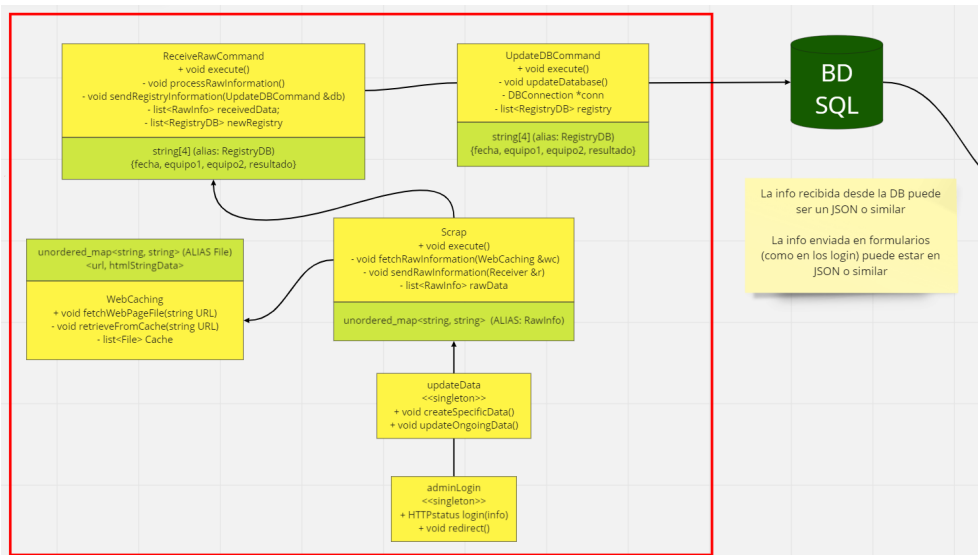 ReceiveRawCommand
+ void execute()
- void processRawInformation()
- void sendRegistryInformation(UpdateDBCommand &db)
- list<RawInfo> receivedData;
- list<RegistryDB> newRegistry
string[4] (alias: RegistryDB)
{fecha, equipo1, equipo2, resultado}
UpdateDBCommand
+ void execute()
- void updateDatabase()
- DBConnection *conn
- list<RegistryDB> registry
string[4] (alias: RegistryDB)
{fecha, equipo1, equipo2, resultado}
BD
SQL
La info recibida desde la DB puede
ser un JSON o similar
La info enviada en formularios
(como en los login) puede estar en
JSON o similar
unordered_map<string, string> (ALIAS File)
<url, htmlStringData>
WebCaching
+ void fetchWebPageFile(string URL)
- void retrieveFromCache(string URL)
- list<File> Cache
Scrap
+ void execute()
- void fetchRawInformation(WebCaching &wc)
- void sendRawInformation(Receiver &r)
- list<RawInfo> rawData
unordered_map<string, string> (ALIAS: RawInfo)
updateData
<<singleton>>
+ void createSpecificData()
+ void updateOngoingData()
adminLogin
<<singleton>>
+ HTTPstatus login(info)
+ void redirect()